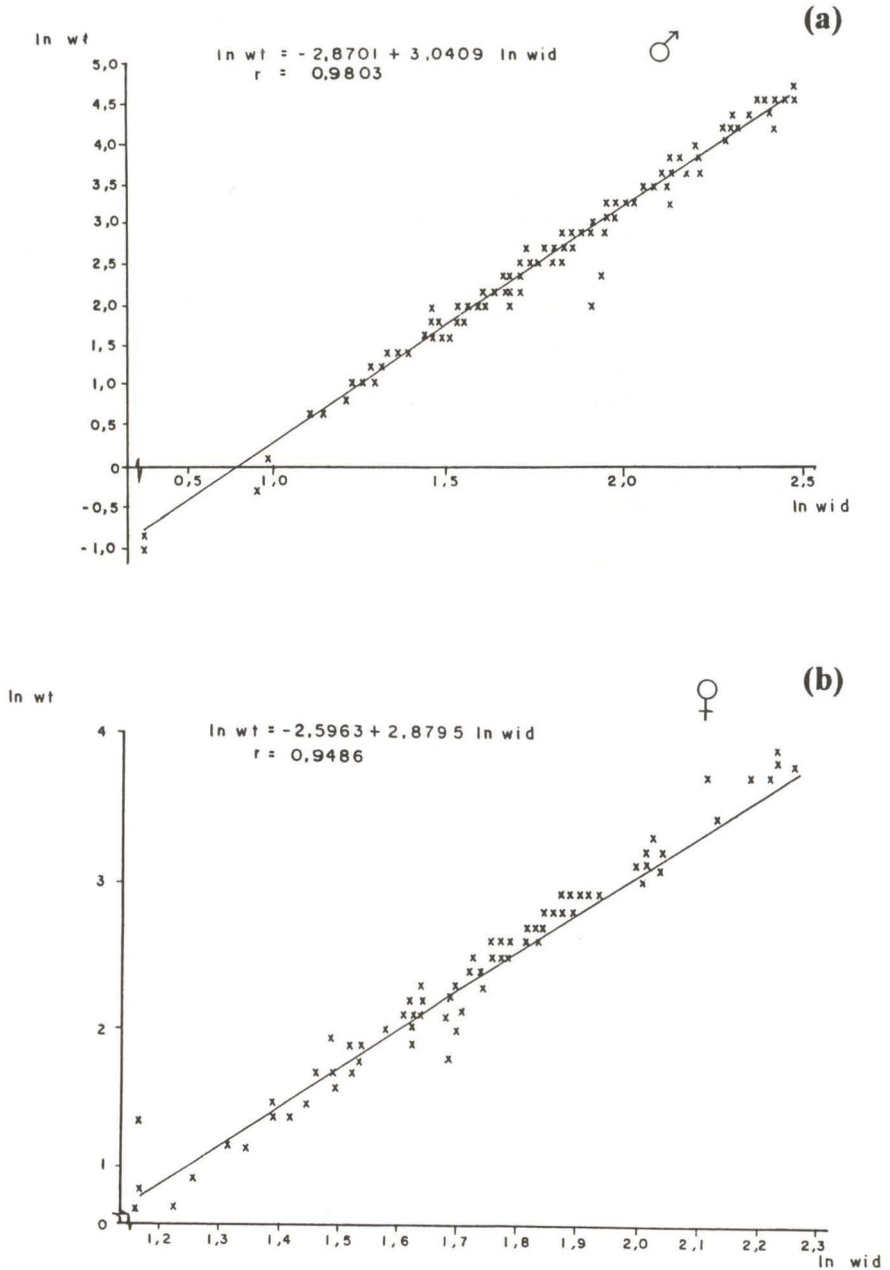 (a)
ln wt
♂
ln wt = -2,8701 + 3,0409 ln wid
r = 0,9803
5,0
4,5
4,0
3,5
3,0
2,5
2,0
1,5
1,0
0,5
0
-0,5
-1,0
0,5 1,0 1,5 2,0 2,5
ln wid
(b)
ln wt
♀
ln wt = -2,5963 + 2,8795 ln wid
r = 0,9486
4
3
2
1
0
1,2 1,3 1,4 1,5 1,6 1,7 1,8 1,9 2,0 2,1 2,2 2,3
ln wid